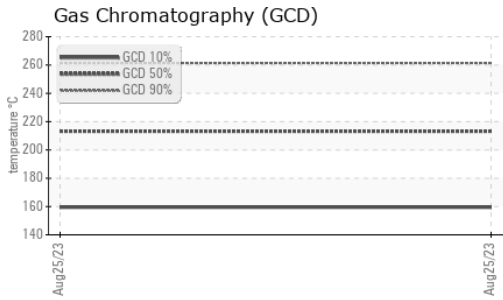 Gas Chromatography (GCD)
280
260
240
220
200
180
160
140
temperature °C
GCD 10%
GCD 50%
GCD 90%
Aug25/23
Aug25/23